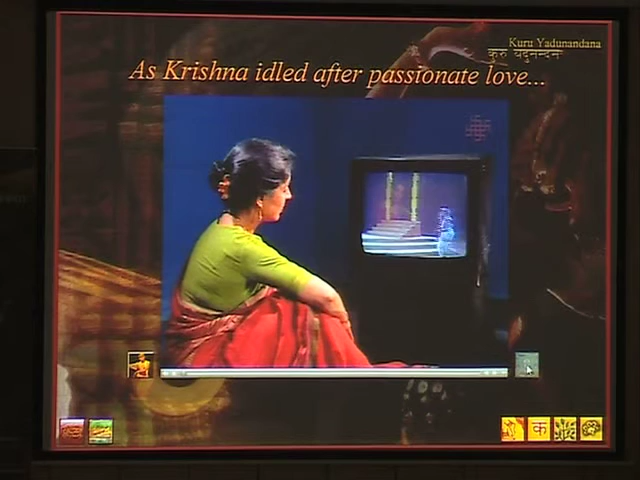 Kuru Yadunandana
कुरु यदुनन्दन
As Krishna idled after passionate love...
क